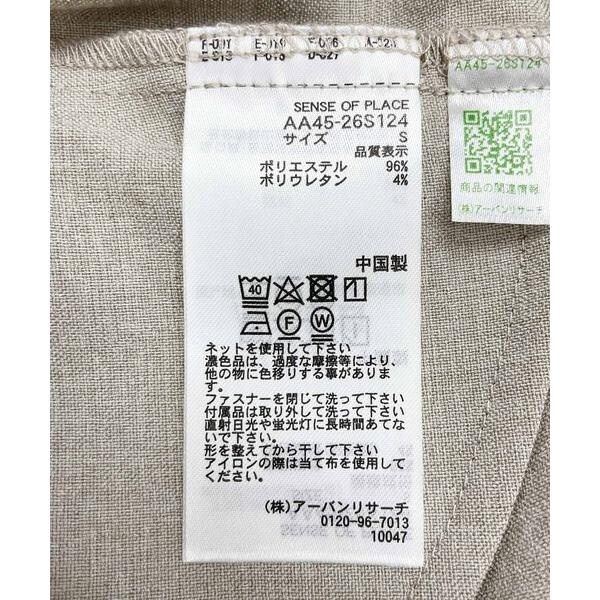 SENSE OF PLACE
AA45-26S124
サイズ S
品質表示
ポリエステル 96%
ポリウレタン 4%
中国製
40
F W
ネットを使用して下さい
濃色品は、過度な摩擦等により、
他の物に色移りする事がありま
す。
ファスナーを閉じて洗って下さい
付属品は取り外して洗って下さい
直射日光や蛍光灯に長時間あてな
いで下さい
形を整えてから干して下さい
アイロンの際は当て布を使用して
ください。
(株)アーバンリサーチ
0120-96-7013
10047
AA45-26S124
商品の関連情報
(株)アーバンリサーチ